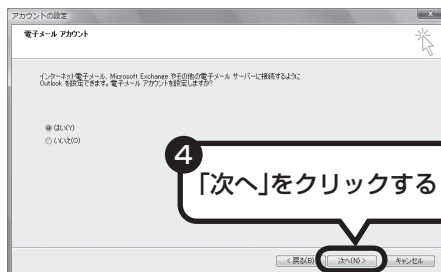 アカウントの設定
電子メール アカウント
インターネット電子メール、Microsoft Exchange やその他の電子メール サーバーに接続するように
Outlook を設定できます。電子メール アカウントを設定しますか?
はい(Y)
いいえ(O)
4
「次へ」をクリックする
< 戻る(B)
次へ(N) >
キャンセル